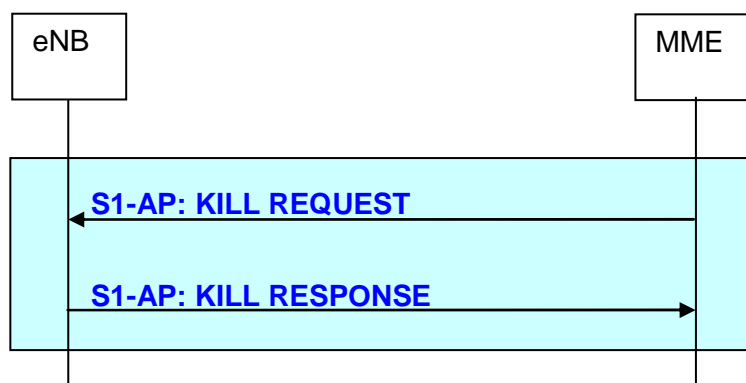 eNB
MME
S1-AP: KILL REQUEST
S1-AP: KILL RESPONSE